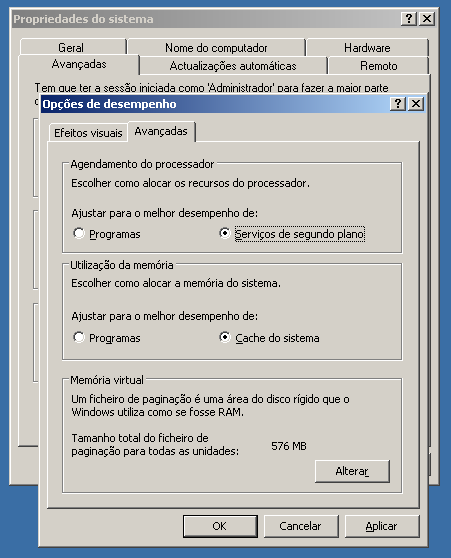 Propriedades do sistema
Geral
Nome do computador
Hardware
Avançadas
Actualizações automáticas
Remoto
Tem que ter a sessão iniciada como 'Administrador' para fazer a maior parte
Opções de desempenho
Efeitos visuais
Avançadas
Agendamento do processador
Escolher como alocar os recursos do processador.
Ajustar para o melhor desempenho de:
Programas
Serviços de segundo plano
Utilização da memória
Escolher como alocar a memória do sistema.
Ajustar para o melhor desempenho de:
Programas
Cache do sistema
Memória virtual
Um ficheiro de paginação é uma área do disco rígido que o
Windows utiliza como se fosse RAM.
Tamanho total do ficheiro de
paginação para todas as unidades:
576 MB
Alterar
OK
Cancelar
Aplicar